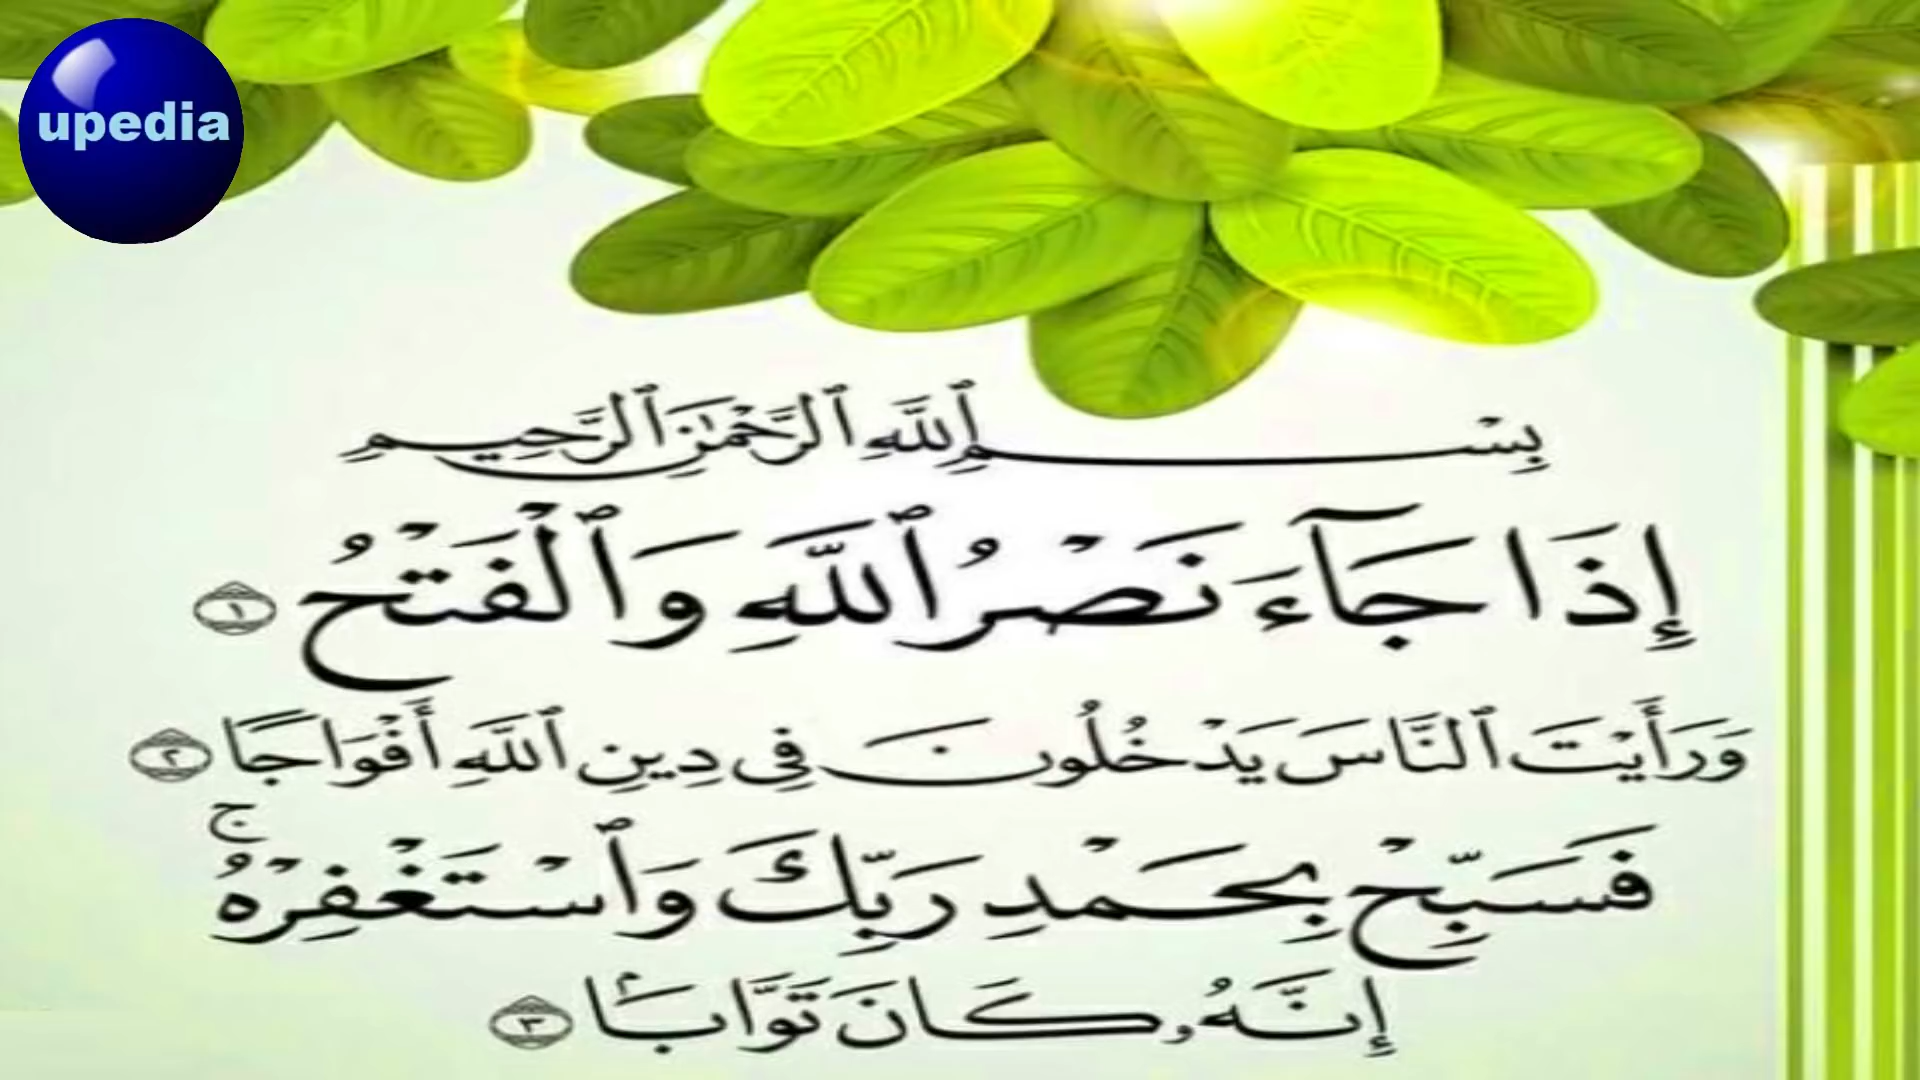 upedia
بِسْمِ ٱللَّهِ ٱلرَّحْمَٰنِ ٱلرَّحِيمِ
إِذَا جَآءَ نَصْرُ ٱللَّهِ وَٱلْفَتْحُ ١
وَرَأَيْتَ ٱلنَّاسَ يَدْخُلُونَ فِى دِينِ ٱللَّهِ أَفْوَاجًا ٢
فَسَبِّحْ بِحَمْدِ رَبِّكَ وَٱسْتَغْفِرْهُ ۚ
إِنَّهُۥ كَانَ تَوَّابَۢا ٣